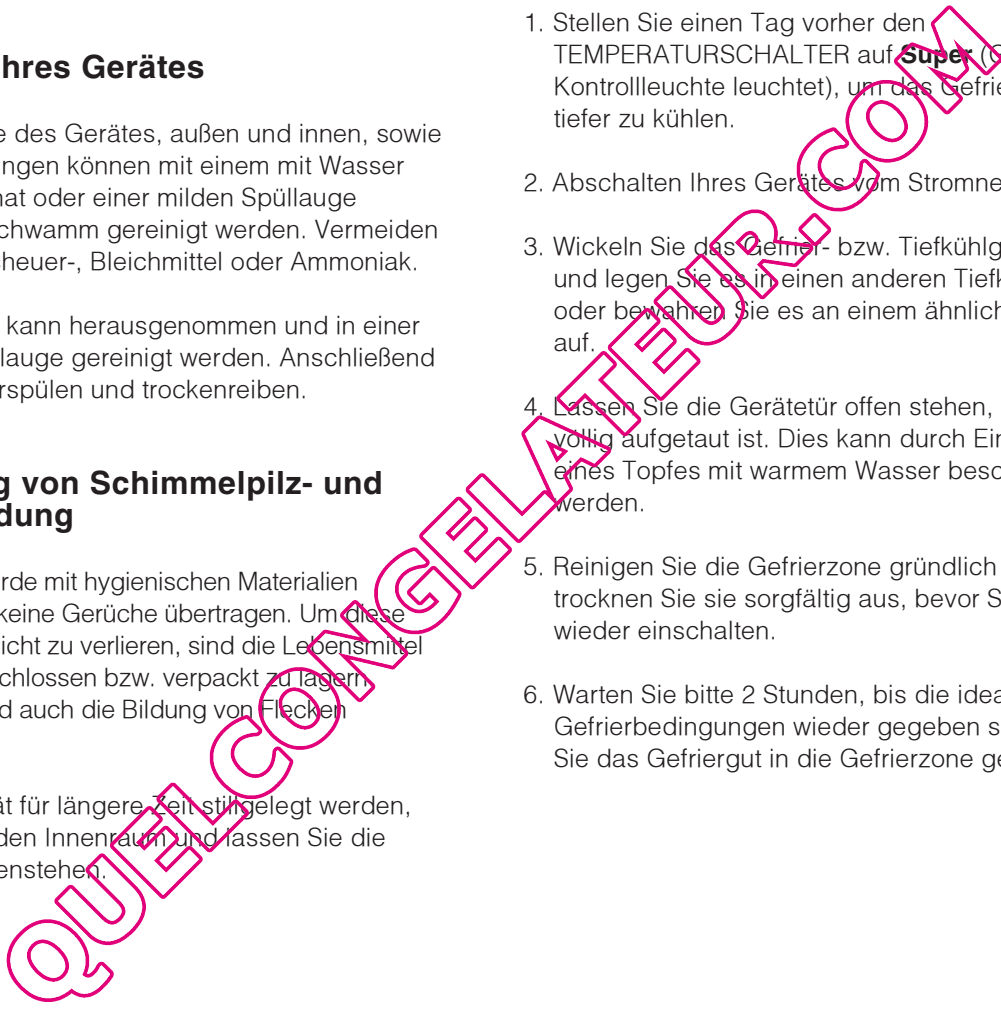 hres Gerätes
e des Gerätes, außen und innen, sowie
ngen können mit einem mit Wasser
nat oder einer milden Spüllauge
chwamm gereinigt werden. Vermeiden
cheuer-, Bleichmittel oder Ammoniak.
kann herausgenommen und in einer
lauge gereinigt werden. Anschließend
rspülen und trockenreiben.
g von Schimmelpilz- und
dung
rde mit hygienischen Materialien
keine Gerüche übertragen. Um diese
icht zu verlieren, sind die Lebensmittel
chlossen bzw. verpackt zu lagern
d auch die Bildung von Flecken
ät für längere Zeit stillgelegt werden,
den Innenraum und lassen Sie die
enstehen.
1. Stellen Sie einen Tag vorher den
TEMPERATURSCHALTER auf Super (G
Kontrollleuchte leuchtet), um das Gefrie
tiefer zu kühlen.
2. Abschalten Ihres Gerätes vom Stromne
3. Wickeln Sie das Gefrier- bzw. Tiefkühlg
und legen Sie es in einen anderen Tiefk
oder bewahren Sie es an einem ähnlich
auf.
4. Lassen Sie die Gerätetür offen stehen,
völlig aufgetaut ist. Dies kann durch Ein
eines Topfes mit warmem Wasser besc
werden.
5. Reinigen Sie die Gefrierzone gründlich
trocknen Sie sie sorgfältig aus, bevor S
wieder einschalten.
6. Warten Sie bitte 2 Stunden, bis die idea
Gefrierbedingungen wieder gegeben s
Sie das Gefriergut in die Gefrierzone ge
QUELCONGELATEUR.COM